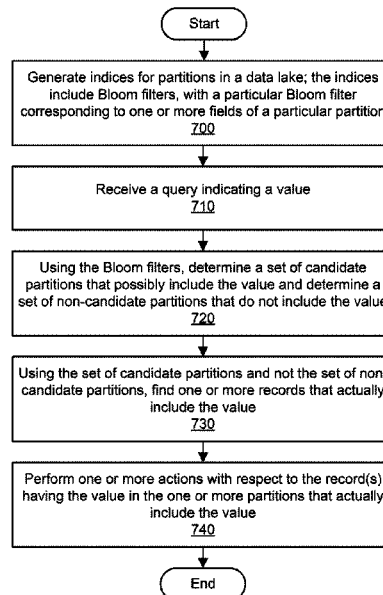 Start
Generate indices for partitions in a data lake; the indices
include Bloom filters, with a particular Bloom filter
corresponding to one or more fields of a particular partition
700
Receive a query indicating a value
710
Using the Bloom filters, determine a set of candidate
partitions that possibly include the value and determine a
set of non-candidate partitions that do not include the value
720
Using the set of candidate partitions and not the set of non-
candidate partitions, find one or more records that actually
include the value
730
Perform one or more actions with respect to the record(s)
having the value in the one or more partitions that actually
include the value
740
End